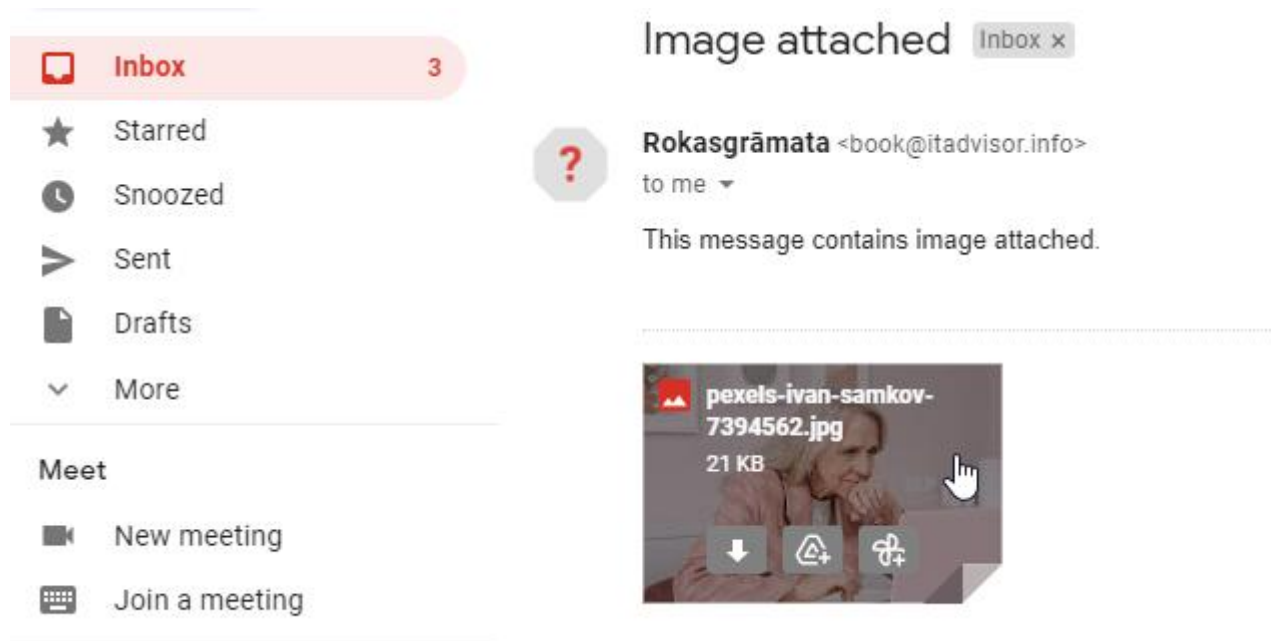 Inbox 3
Starred
Snoozed
Sent
Drafts
More
Meet
New meeting
Join a meeting
Image attached Inbox x
?
Rokasgrāmata <book@itadvisor.info>
to me
This message contains image attached.
pexels-ivan-samkov-
7394562.jpg
21 KB